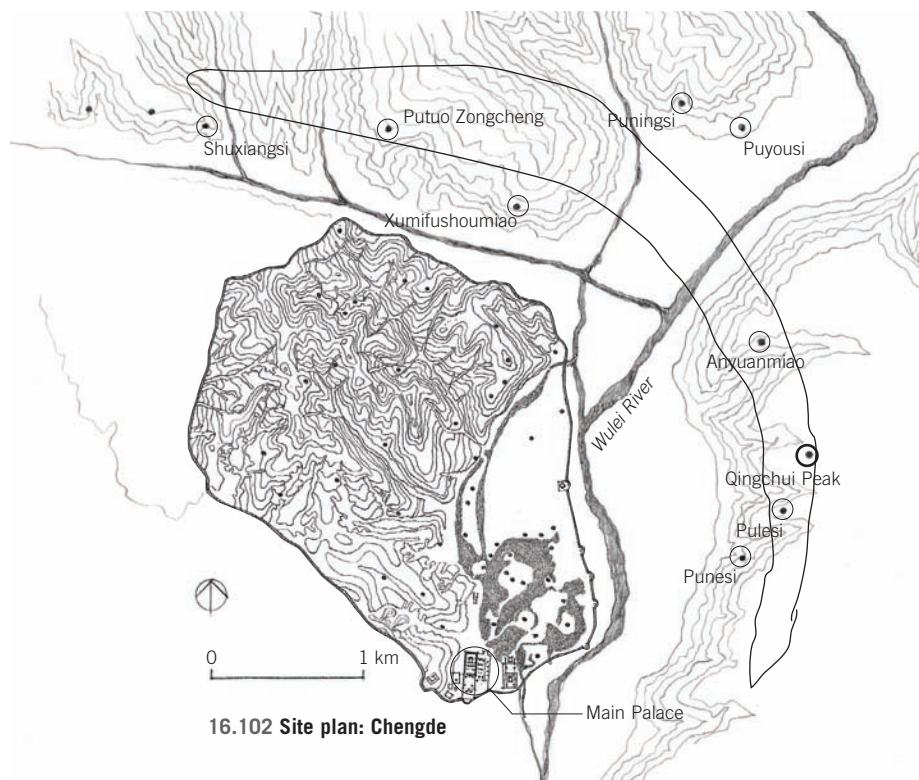 Putuo Zongcheng
Puningsi
Shuxiangsi
Puyousi
Xumifushoumiao
Anyuanmiao
Wulei River
Qingchui Peak
Pulesi
Punesi
0
1 km
Main Palace
16.102 Site plan: Chengde